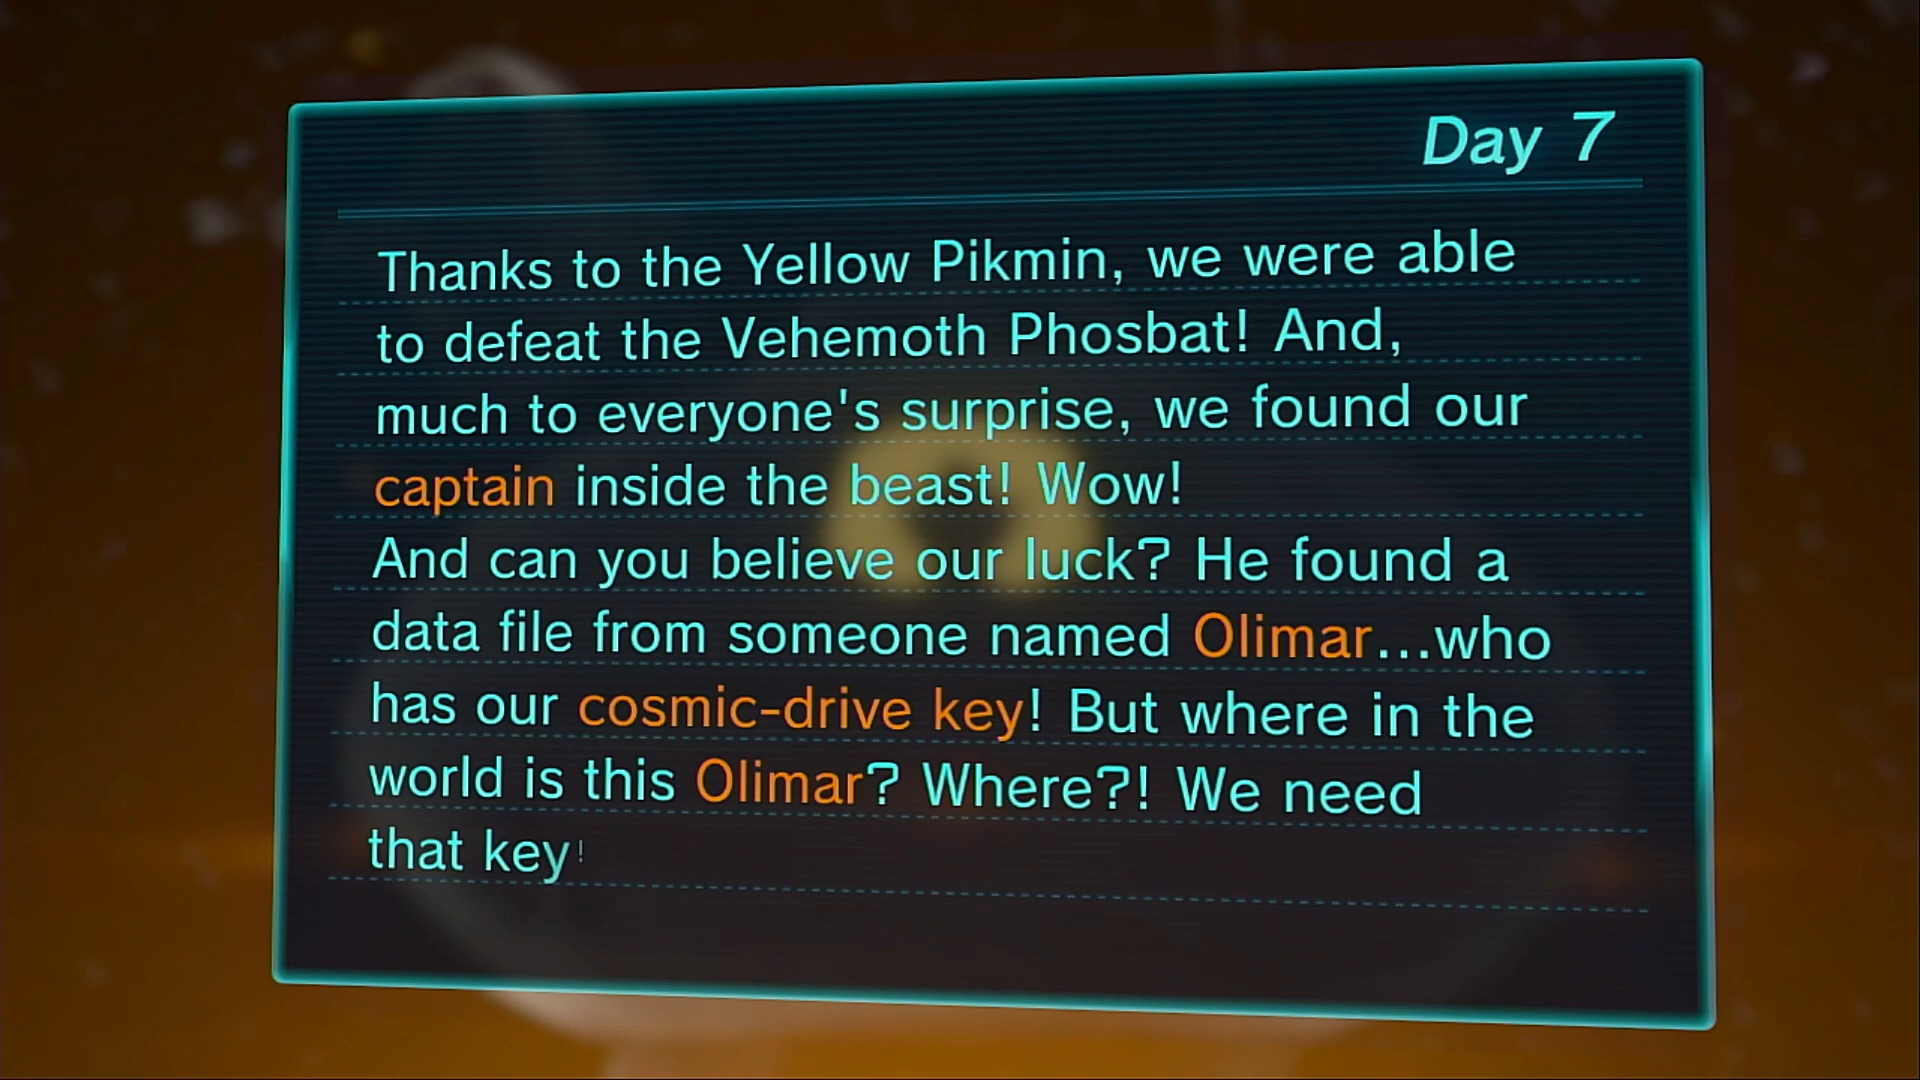 Day 7
Thanks to the Yellow Pikmin, we were able
to defeat the Vehemoth Phosbat! And,
much to everyone's surprise, we found our
captain inside the beast! Wow!
And can you believe our luck? He found a
data file from someone named Olimar...who
has our cosmic-drive key! But where in the
world is this Olimar? Where?! We need
that key!